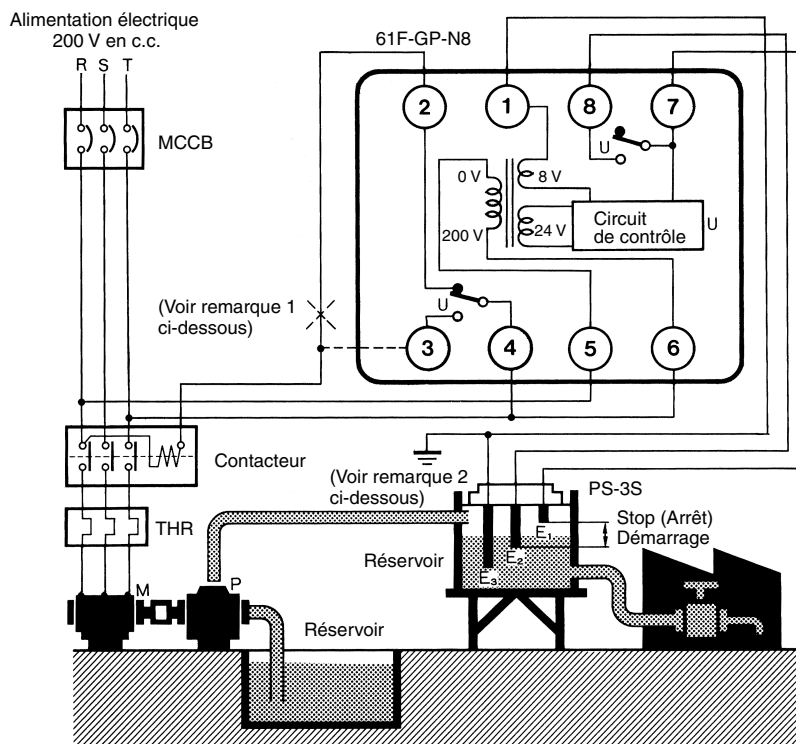 Alimentation électrique
200 V en c.c.
R S T
MCCB
61F-GP-N8
2 1 8 7
U
0 V 8 V
200 V 24 V
Circuit
de contrôle
U
(Voir remarque 1
ci-dessous)
U
3 4 5 6
Contacteur
(Voir remarque 2
ci-dessous)
PS-3S
THR
Stop (Arrêt)
Démarrage
E1
E2
E3
Réservoir
M P
Réservoir